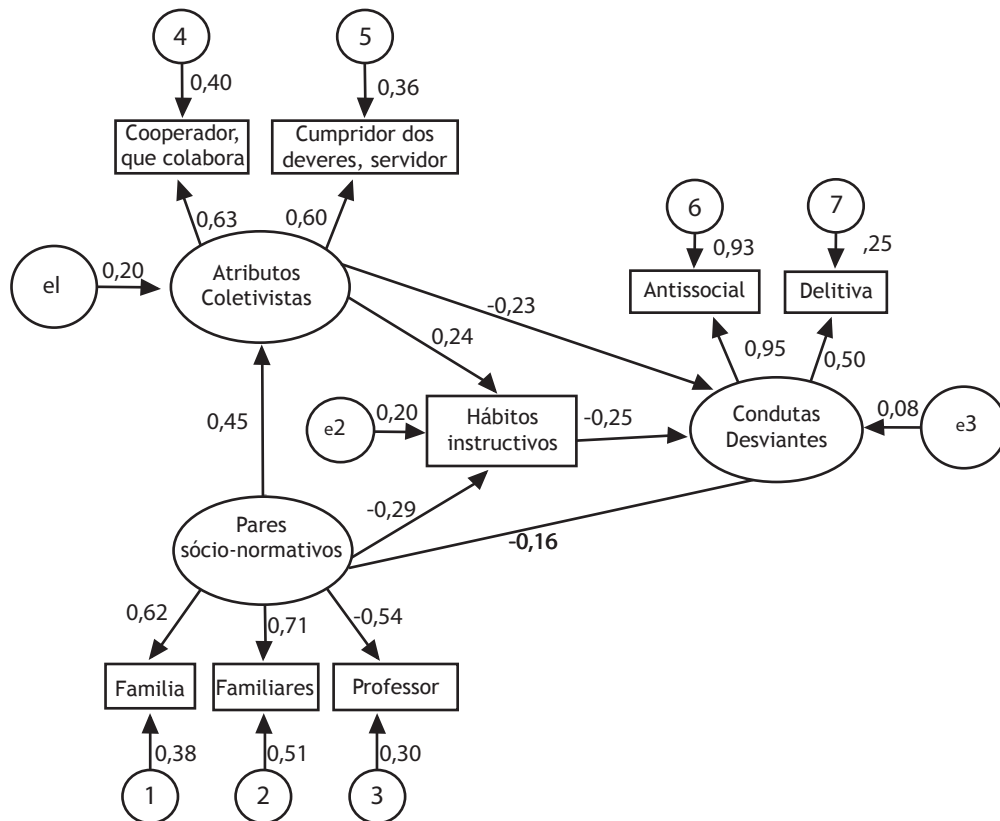 4
5
0,40
0,36
Cooperador,
que colabora
Cumpridor dos
deveres, servidor
6
7
0,63
0,60
0,93
,25
el
0,20
Atributos
Coletivistas
Antissocial
Delitiva
-0,23
0,24
0,95
0,50
0,45
e2
0,20
Hábitos
instructivos
-0,25
Condutas
Desviantes
0,08
e3
-0,29
Pares
sócio-normativos
-0,16
0,62
0,71
-0,54
Familia
Familiares
Professor
0,38
0,51
0,30
1
2
3